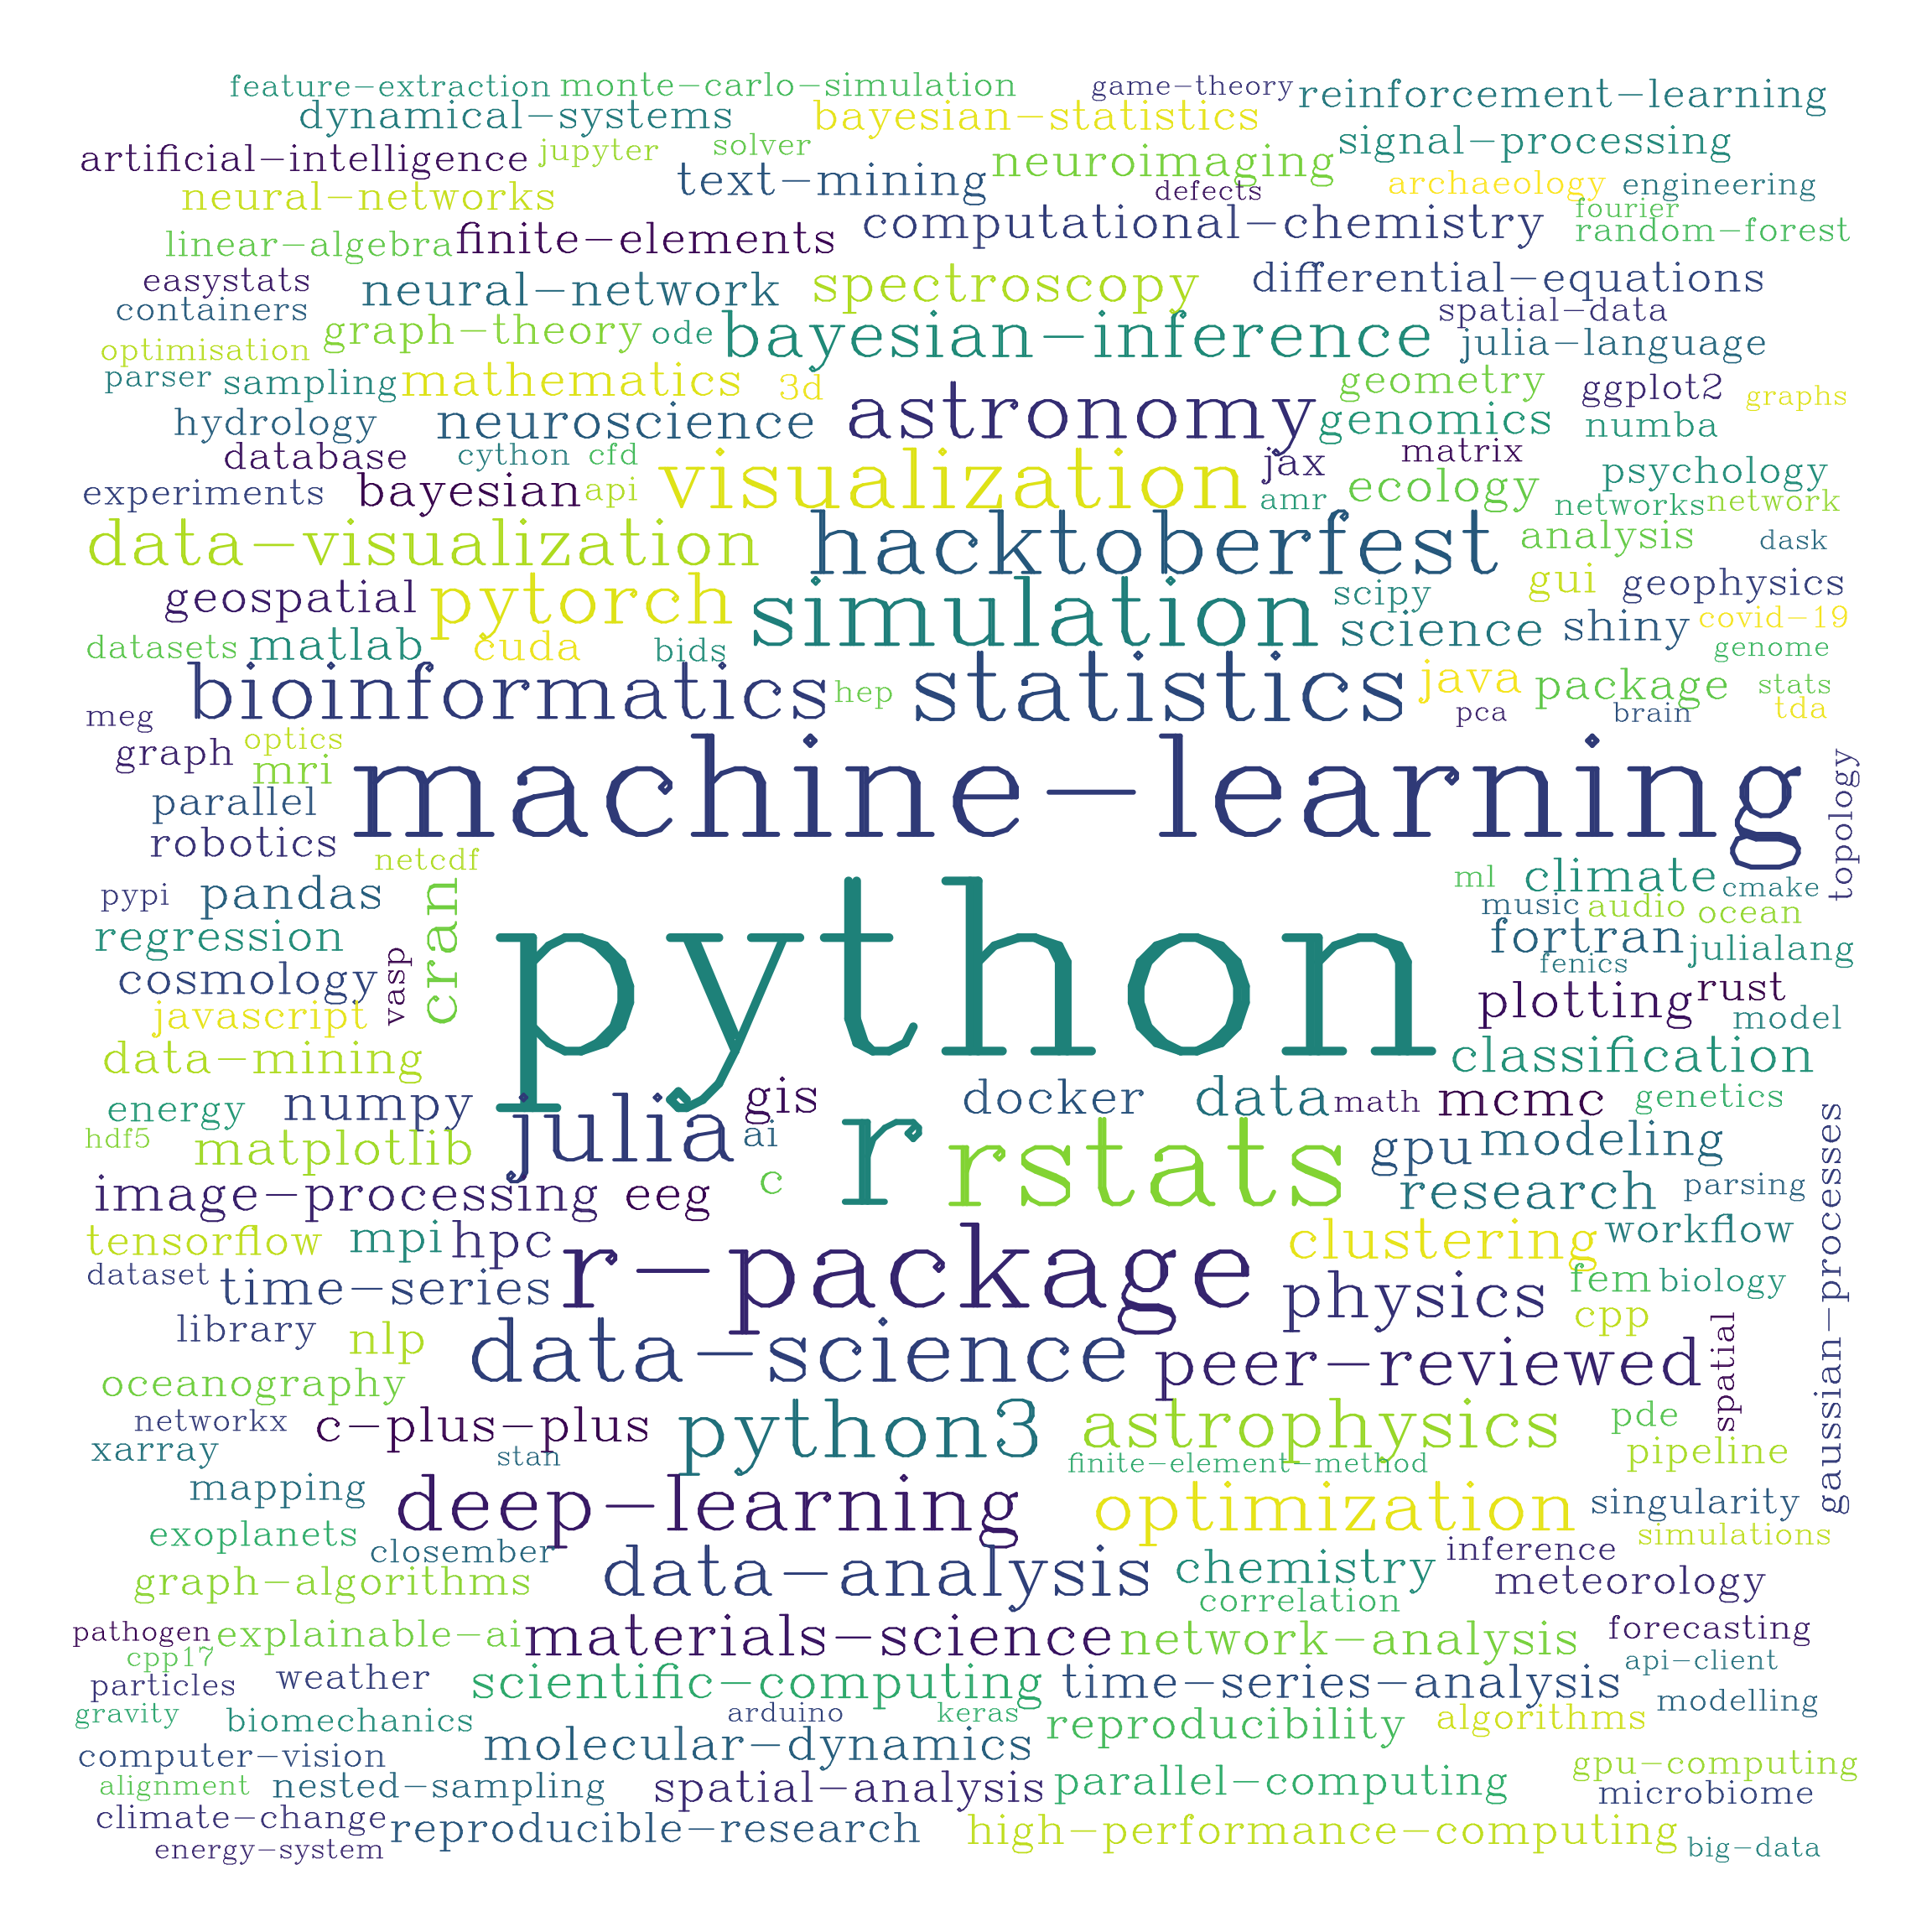 feature-extraction monte-carlo-simulation game-theory reinforcement-learning
dynamical-systems bayesian-statistics signal-processing
artificial-intelligence jupyter solver text-mining neuroimaging
neural-networks defects archaeology engineering
linear-algebra finite-elements computational-chemistry fourier
random-forest
easystats neural-network spectroscopy differential-equations
containers graph-theory ode bayesian-inference spatial-data
julia-language
optimisation
parser sampling mathematics 3d geometry ggplot2 graphs
hydrology neuroscience astronomy genomics numba
database cython cfd jax matrix psychology
experiments bayesian api visualization amr ecology networks network
data-visualization hacktoberfest analysis dask
geospatial pytorch simulation scipy gui geophysics
datasets matlab cuda bids science shiny covid-19
genome
bioinformatics hep statistics java package stats
meg pca brain tda
graph optics machine-learning topology
mri
parallel
robotics
netcdf ml climate cmake
pypi pandas cran python music audio ocean
regression fortran julialang
cosmology vasp fenics
javascript plotting rust
model
data-mining classification
energy numpy julia gis docker data math mcmc genetics
hdf5 matplotlib ai r rstats gpu modeling gaussian-processes
image-processing eeg c research parsing
tensorflow mpi hpc r-package clustering workflow
dataset time-series physics fem biology
library nlp data-science cpp spatial
oceanography peer-reviewed
networkx c-plus-plus python3 astrophysics pde
xarray stan finite-element-method pipeline
mapping deep-learning optimization singularity
exoplanets closember simulations
graph-algorithms data-analysis chemistry inference
correlation meteorology
pathogen explainable-ai materials-science network-analysis forecasting
cpp17 weather scientific-computing time-series-analysis api-client
particles modelling
gravity biomechanics arduino keras reproducibility algorithms
computer-vision molecular-dynamics gpu-computing
alignment nested-sampling spatial-analysis parallel-computing microbiome
climate-change reproducible-research high-performance-computing
energy-system big-data